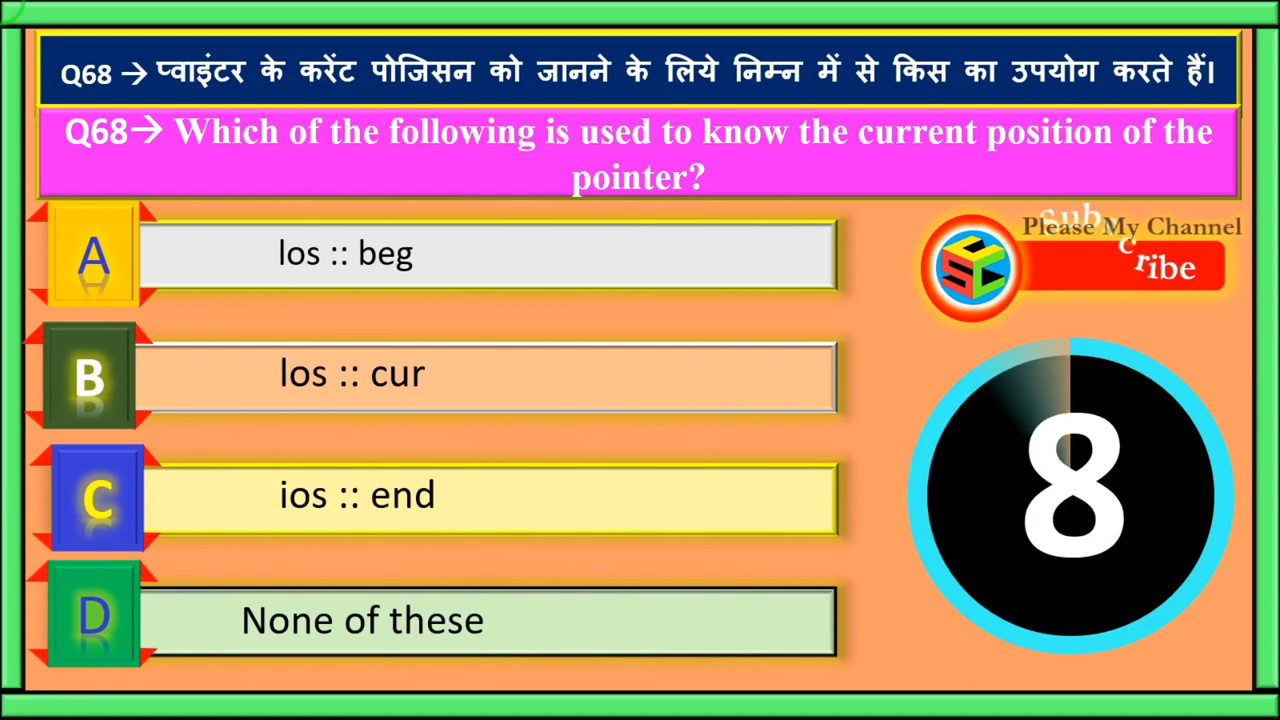 Q68 → प्वाइंटर के करेंट पोजिसन को जानने के लिये निम्न में से किस का उपयोग करते हैं।
Q68→ Which of the following is used to know the current position of the
pointer?
A
los :: beg
Please My Channel
Subscribe
B
los :: cur
C
ios :: end
D
None of these
8